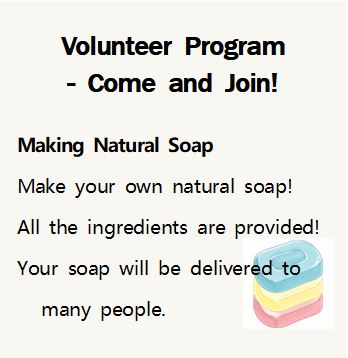 Volunteer Program
- Come and Join!
Making Natural Soap
Make your own natural soap!
All the ingredients are provided!
Your soap will be delivered to
many people.